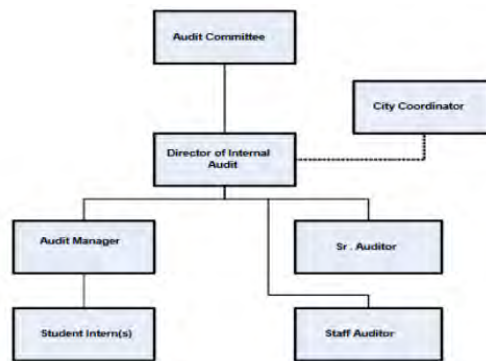 Audit Committee
City Coordinator
Director of Internal
Audit
Audit Manager
Sr . Auditor
Student Intern(s)
Staff Auditor